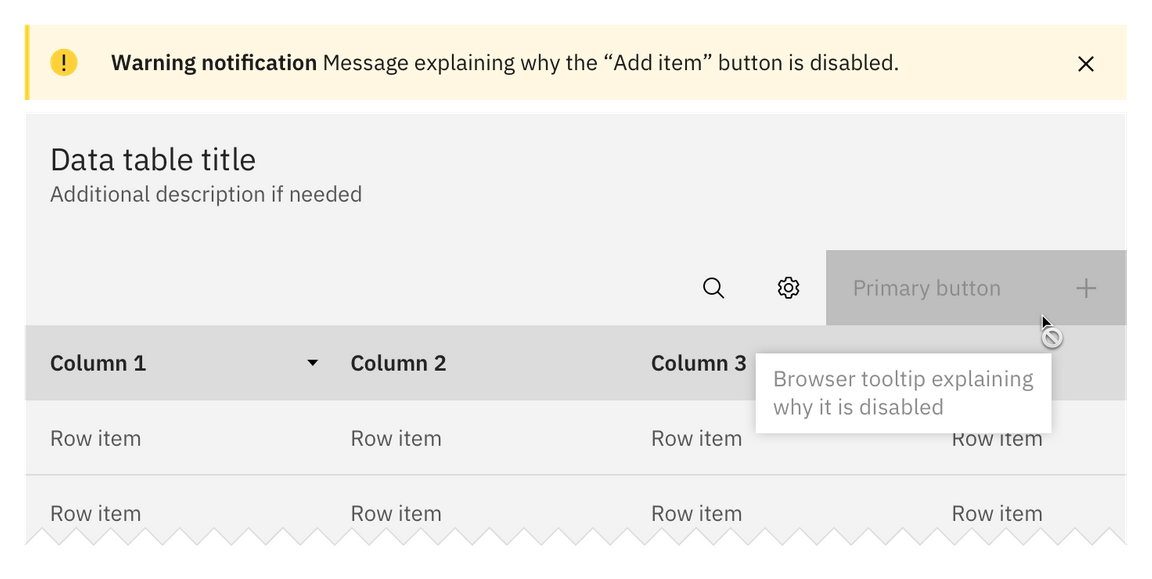 Warning notification Message explaining why the “Add item” button is disabled.
Data table title
Additional description if needed
Primary button
Column 1 Column 2 Column 3
Browser tooltip explaining
why it is disabled
Row item Row item Row item Row item
Row item Row item Row item Row item